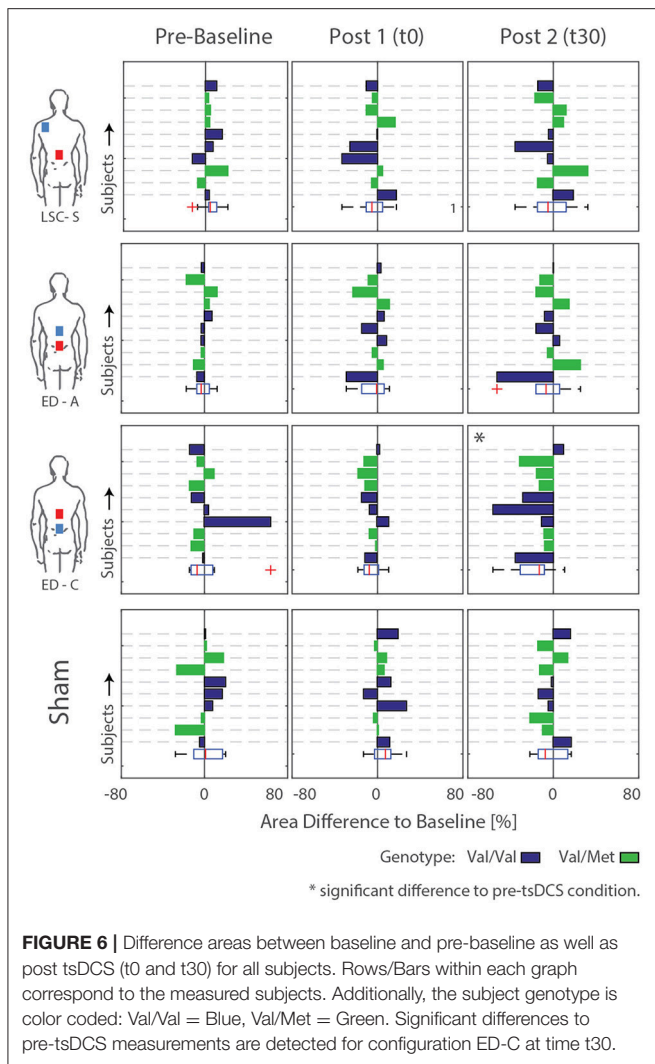 Pre-Baseline Post 1 (t0) Post 2 (t30)
LSC- S
Subjects
1
ED - A
Subjects
*
ED - C
Subjects
Sham
Subjects
-80 0 -80 0 -80 0 80
Area Difference to Baseline [%]
Genotype: Val/Val Val/Met
* significant difference to pre-tsDCS condition.
FIGURE 6 | Difference areas between baseline and pre-baseline as well as
post tsDCS (t0 and t30) for all subjects. Rows/Bars within each graph
correspond to the measured subjects. Additionally, the subject genotype is
color coded: Val/Val = Blue, Val/Met = Green. Significant differences to
pre-tsDCS measurements are detected for configuration ED-C at time t30.